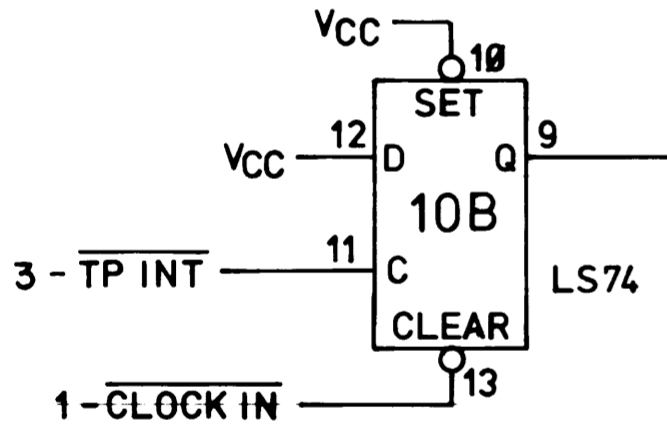 VCC
10
SET
12
9
VCC
D
Q
10B
11
3 - TP INT
C
LS74
CLEAR
13
1 - CLOCK IN